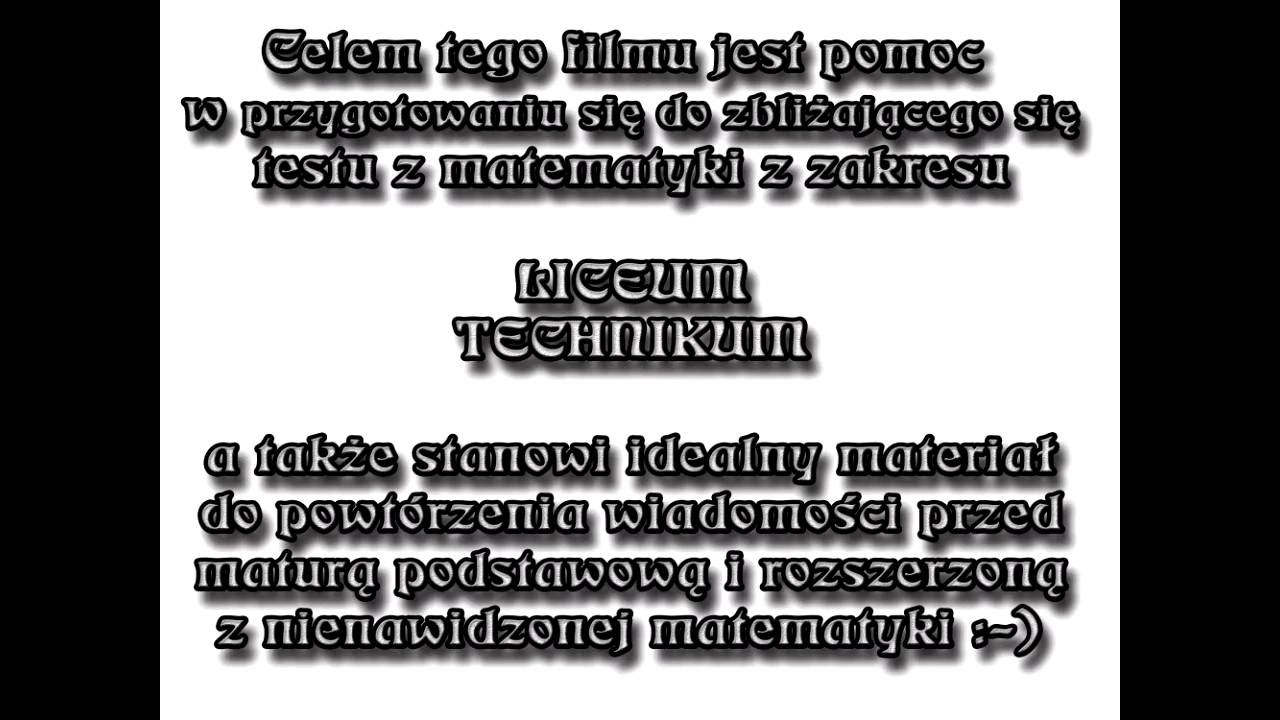 Celem tego filmu jest pomoc
w przygotowaniu się do zbliżającego się
testu z matematyki z zakresu
LICEUM
TECHNIKUM
a także stanowi idealny materiał
do powtórzenia wiadomości przed
maturą podstawową i rozszerzoną
z nienawidzonej matematyki :-)